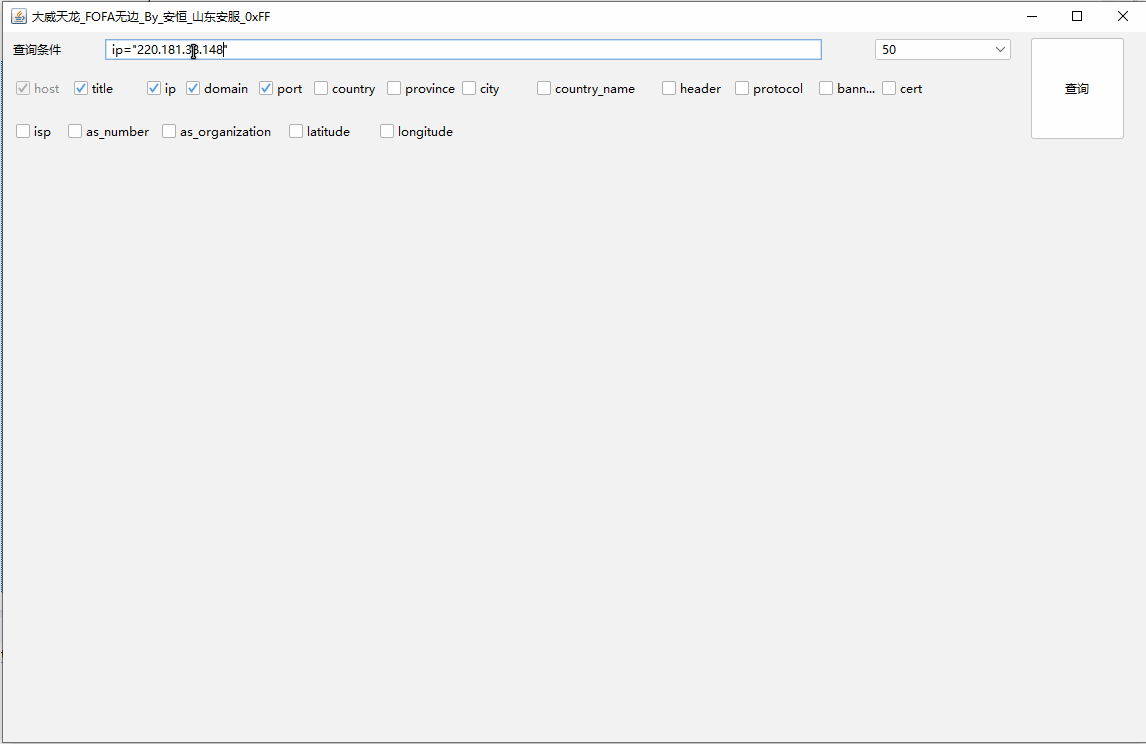 大威天龙_FOFA无边_By_安恒_山东安服_0xFF
查询条件 ip="220.181.38.148" 50 查询
host title ip domain port country province city country_name header protocol bann... cert
isp as_number as_organization latitude longitude